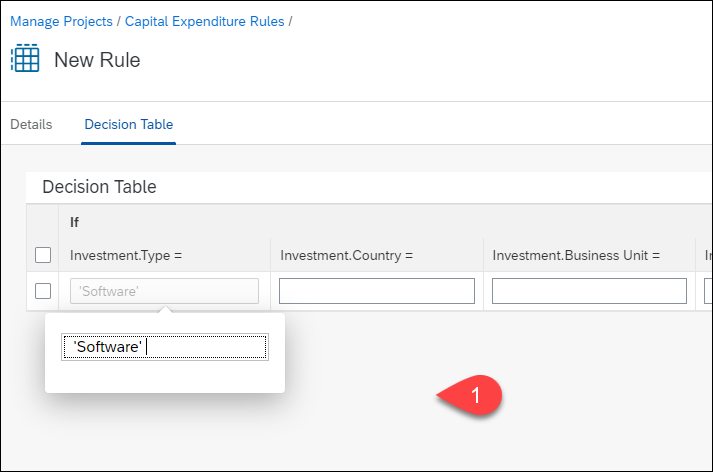 Manage Projects / Capital Expenditure Rules /
New Rule
Details Decision Table
Decision Table
If
Investment.Type = Investment.Country = Investment.Business Unit =
'Software'
'Software'
1